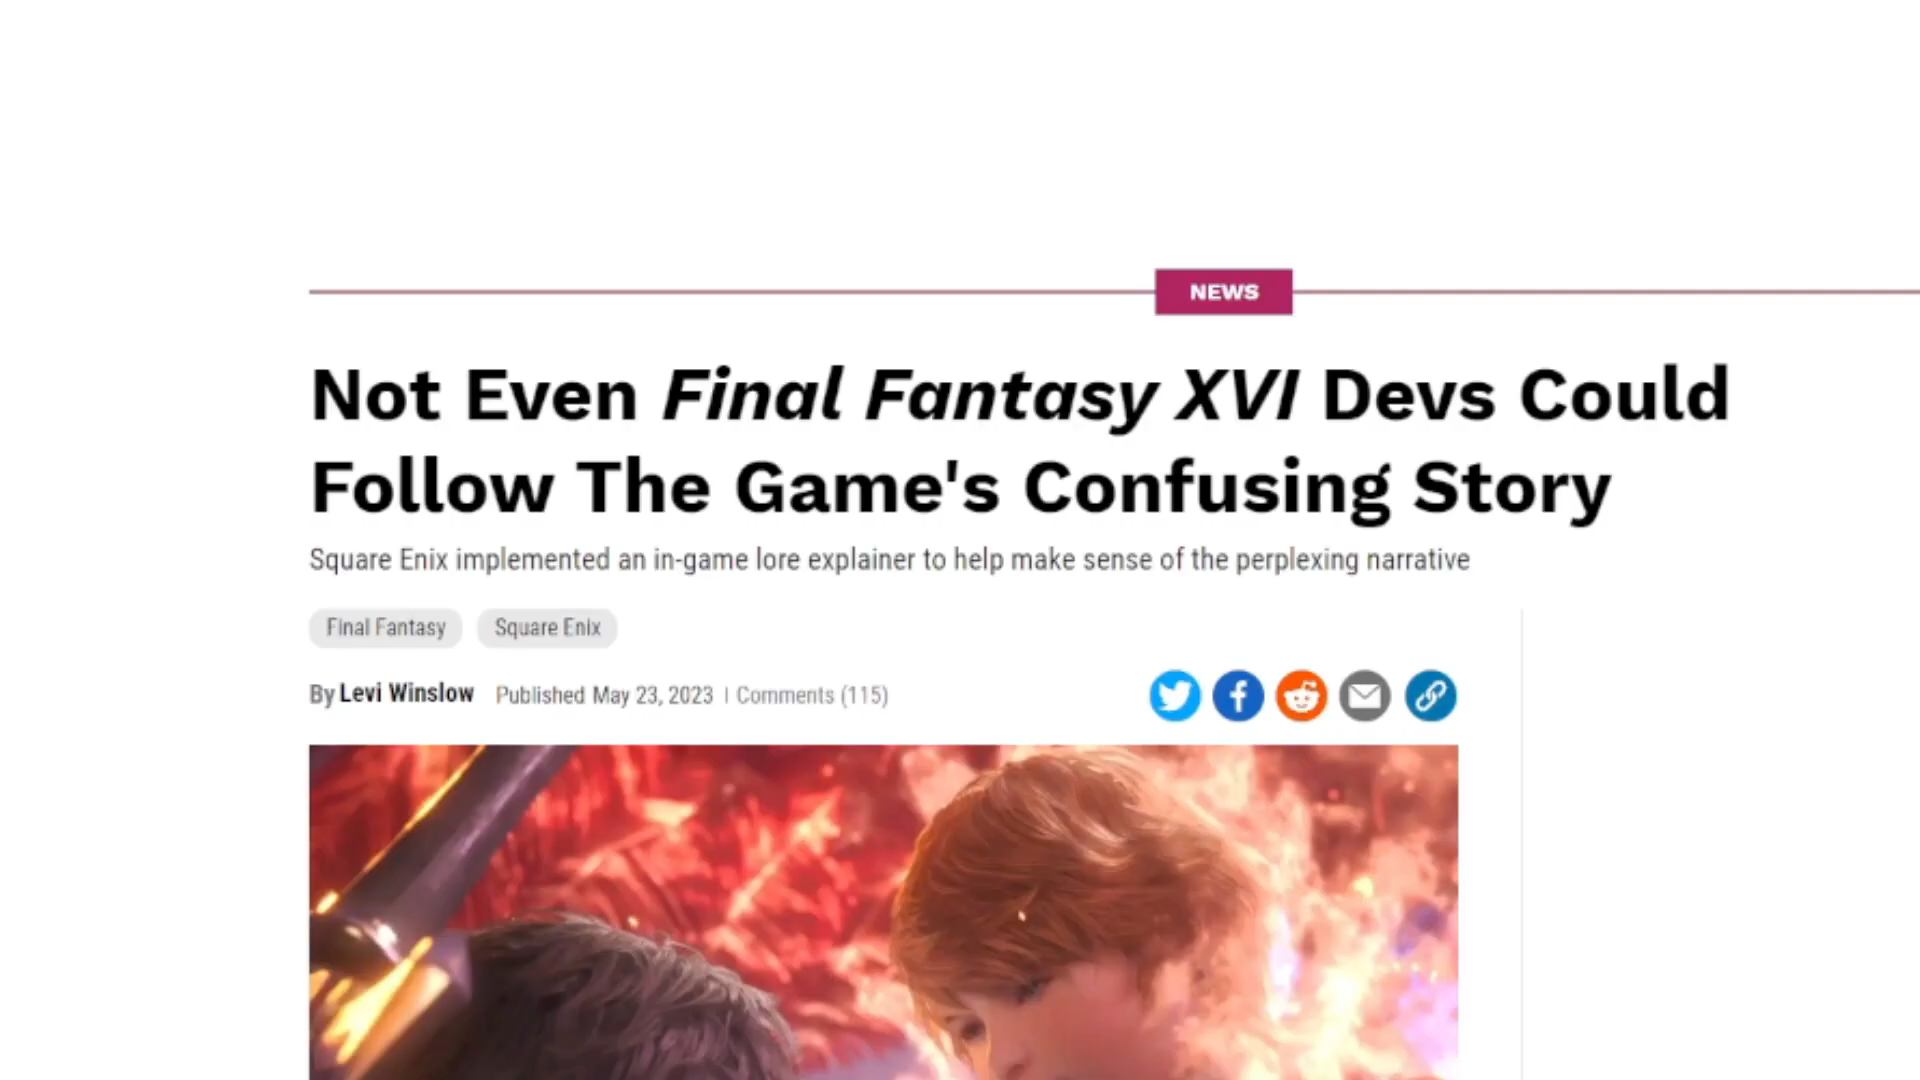 NEWS
Not Even Final Fantasy XVI Devs Could
Follow The Game's Confusing Story
Square Enix implemented an in-game lore explainer to help make sense of the perplexing narrative
Final Fantasy Square Enix
By Levi Winslow Published May 23, 2023 | Comments (115)